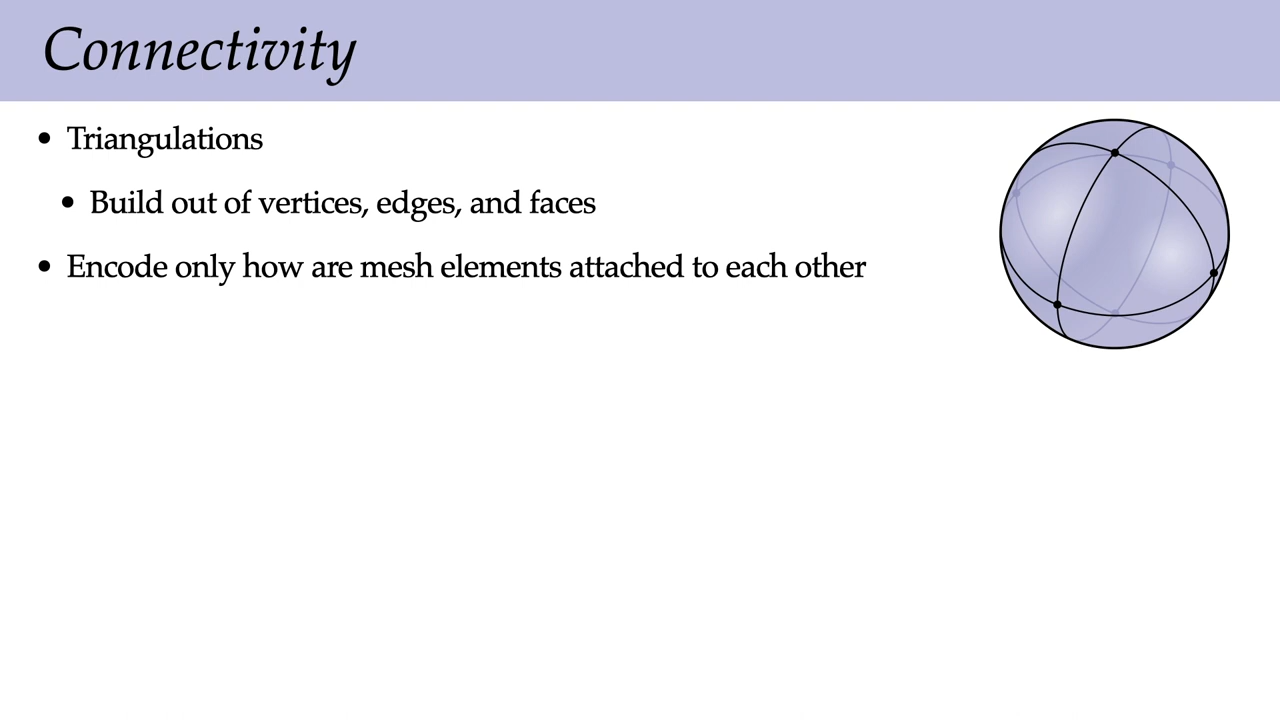 Connectivity
• Triangulations
• Build out of vertices, edges, and faces
• Encode only how are mesh elements attached to each other